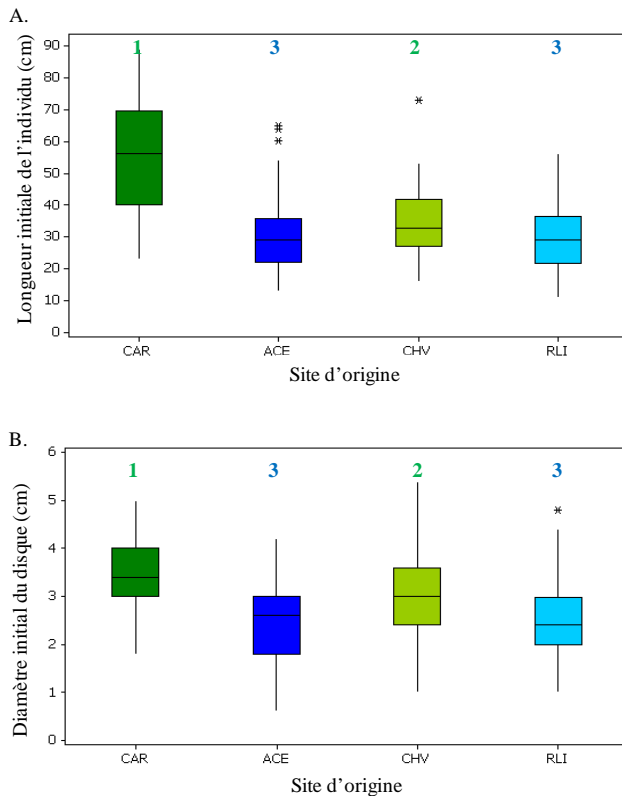 A.
1 3 2 3
Longueur initiale de l'individu (cm)
90
80
70
60
50
40
30
20
10
0
CAR ACE CHV RLI
Site d'origine
B.
1 3 2 3
Diamètre initial du disque (cm)
6
5
4
3
2
1
0
CAR ACE CHV RLI
Site d'origine